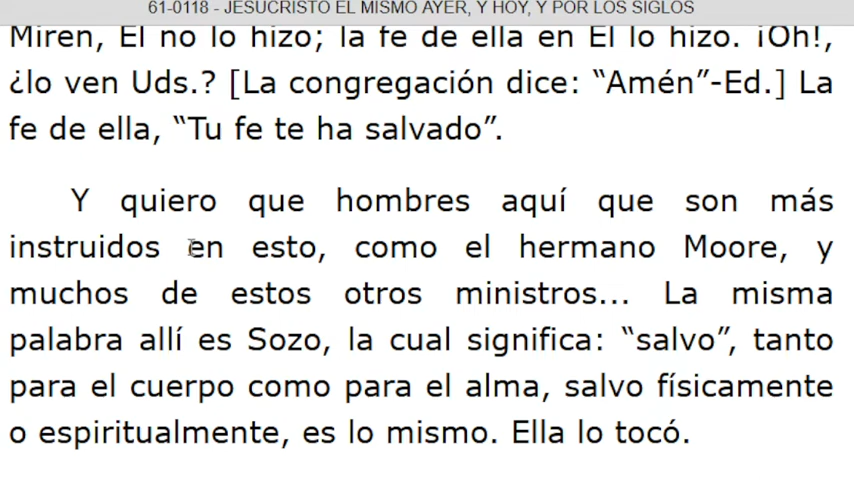 61-0118 - JESUCRISTO EL MISMO AYER, Y HOY, Y POR LOS SIGLOS
Miren, El no lo hizo; la fe de ella en El lo hizo. ¡Oh!,
¿lo ven Uds.? [La congregación dice: “Amén”-Ed.] La
fe de ella, “Tu fe te ha salvado”.
Y quiero que hombres aquí que son más
instruidos en esto, como el hermano Moore, y
muchos de estos otros ministros... La misma
palabra allí es Sozo, la cual significa: “salvo”, tanto
para el cuerpo como para el alma, salvo físicamente
o espiritualmente, es lo mismo. Ella lo tocó.